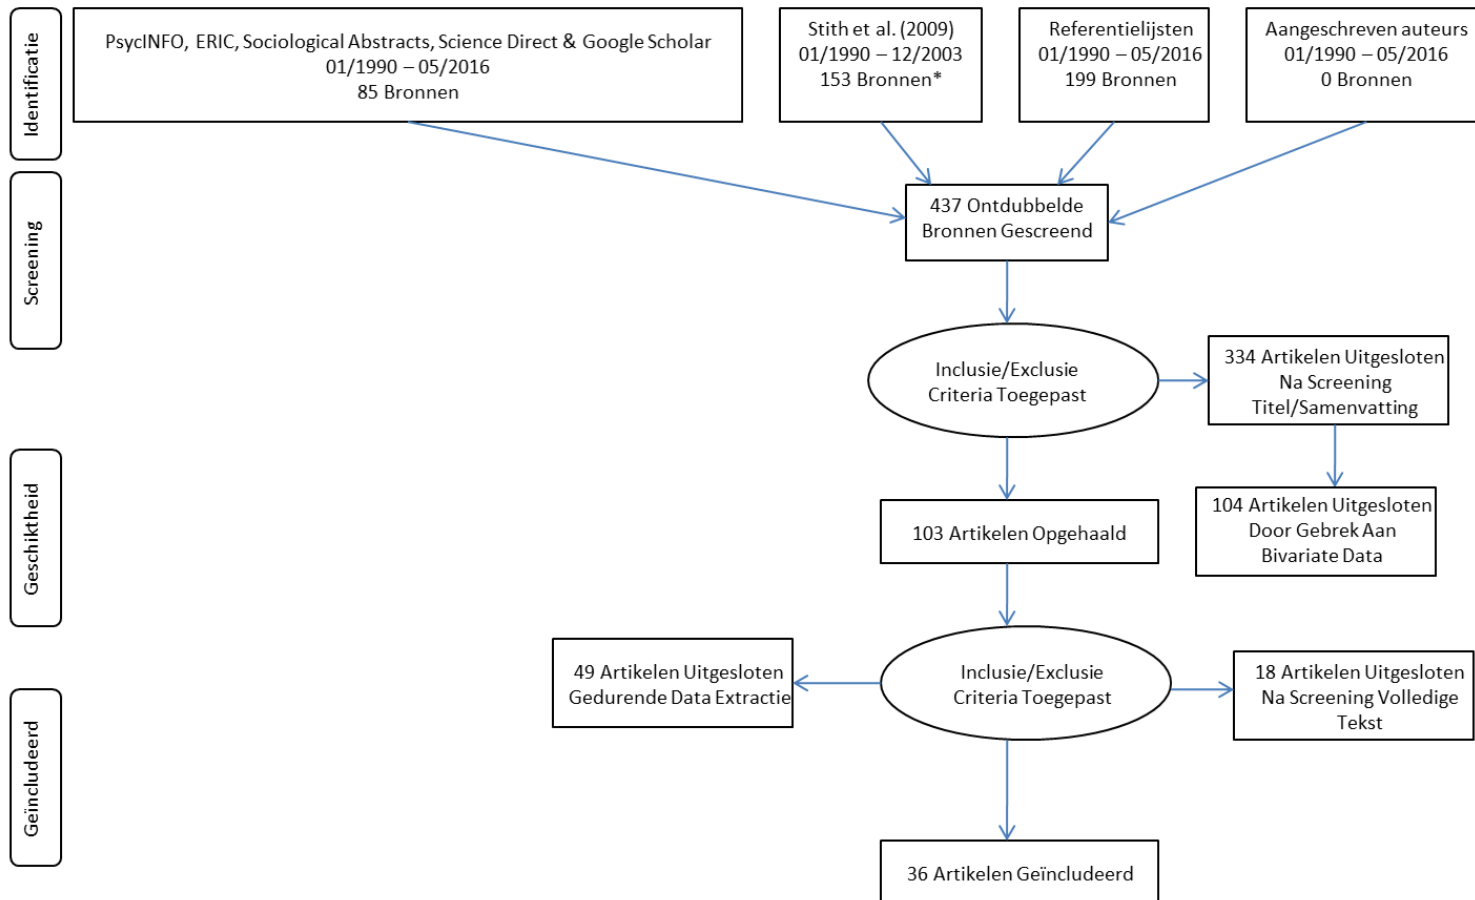 Identificatie
PsycINFO, ERIC, Sociological Abstracts, Science Direct & Google Scholar
01/1990 – 05/2016
85 Bronnen
Stith et al. (2009)
01/1990 – 12/2003
153 Bronnen*
Referentielijsten
01/1990 – 05/2016
199 Bronnen
Aangeschreven auteurs
01/1990 – 05/2016
0 Bronnen
Screening
437 Ontdubbelde
Bronnen Gescreend
Inclusie/Exclusie
Criteria Toegepast
334 Artikelen Uitgesloten
Na Screening
Titel/Samenvatting
Geschiktheid
103 Artikelen Opgehaald
104 Artikelen Uitgesloten
Door Gebrek Aan
Bivariate Data
49 Artikelen Uitgesloten
Gedurende Data Extractie
Inclusie/Exclusie
Criteria Toegepast
18 Artikelen Uitgesloten
Na Screening Volledige
Tekst
Geïncludeerd
36 Artikelen Geïncludeerd